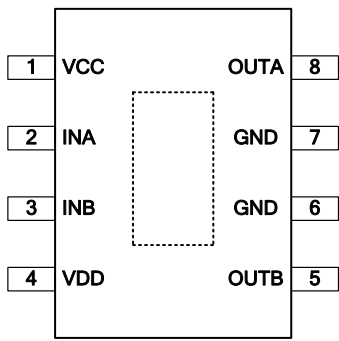 1 VCC OUTA 8
2 INA GND 7
3 INB GND 6
4 VDD OUTB 5